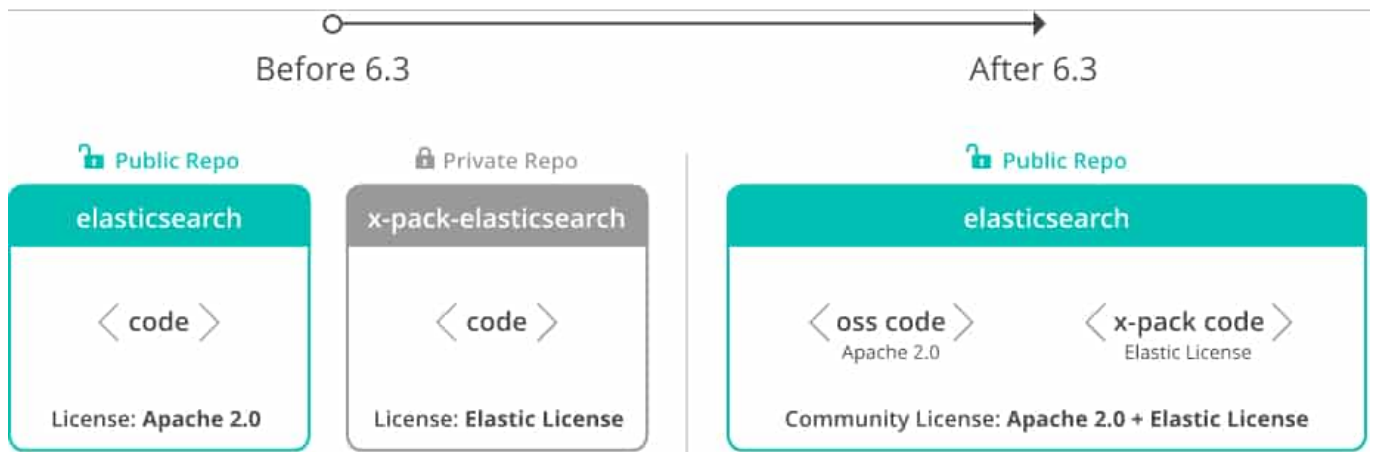 Before 6.3
After 6.3
Public Repo
Private Repo
Public Repo
elasticsearch
x-pack-elasticsearch
elasticsearch
< code >
< code >
< oss code >
Apache 2.0
< x-pack code >
Elastic License
License: Apache 2.0
License: Elastic License
Community License: Apache 2.0 + Elastic License